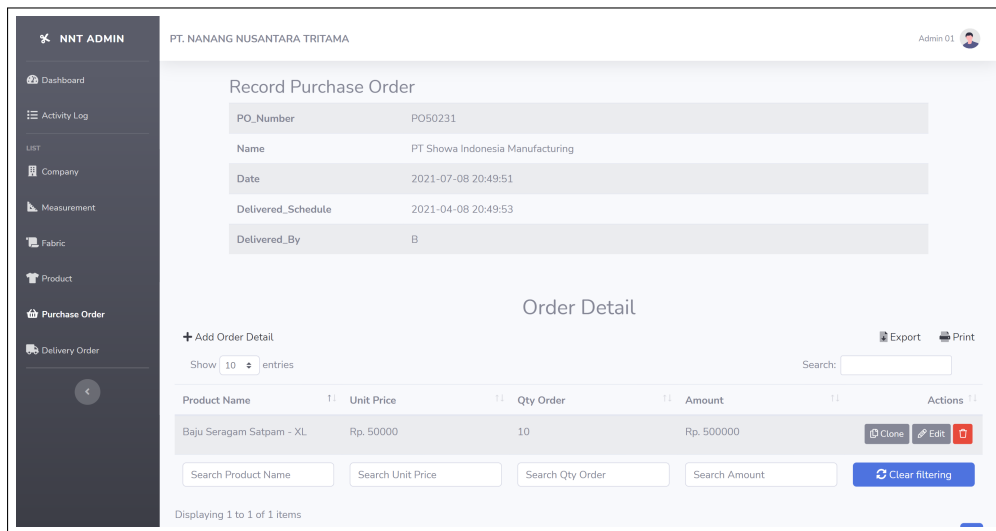 NNT ADMIN
PT. NANANG NUSANTARA TRITAMA
Admin 01
Dashboard
Activity Log
LIST
Company
Measurement
Fabric
Product
Purchase Order
Delivery Order
Record Purchase Order
PO_Number PO50231
Name PT Showa Indonesia Manufacturing
Date 2021-07-08 20:49:51
Delivered_Schedule 2021-04-08 20:49:53
Delivered_By B
Order Detail
Add Order Detail
Export Print
Show 10 entries
Search:
Product Name Unit Price Qty Order Amount Actions
Baju Seragam Satpam - XL Rp. 50000 10 Rp. 500000 Clone Edit
Search Product Name Search Unit Price Search Qty Order Search Amount Clear filtering
Displaying 1 to 1 of 1 items